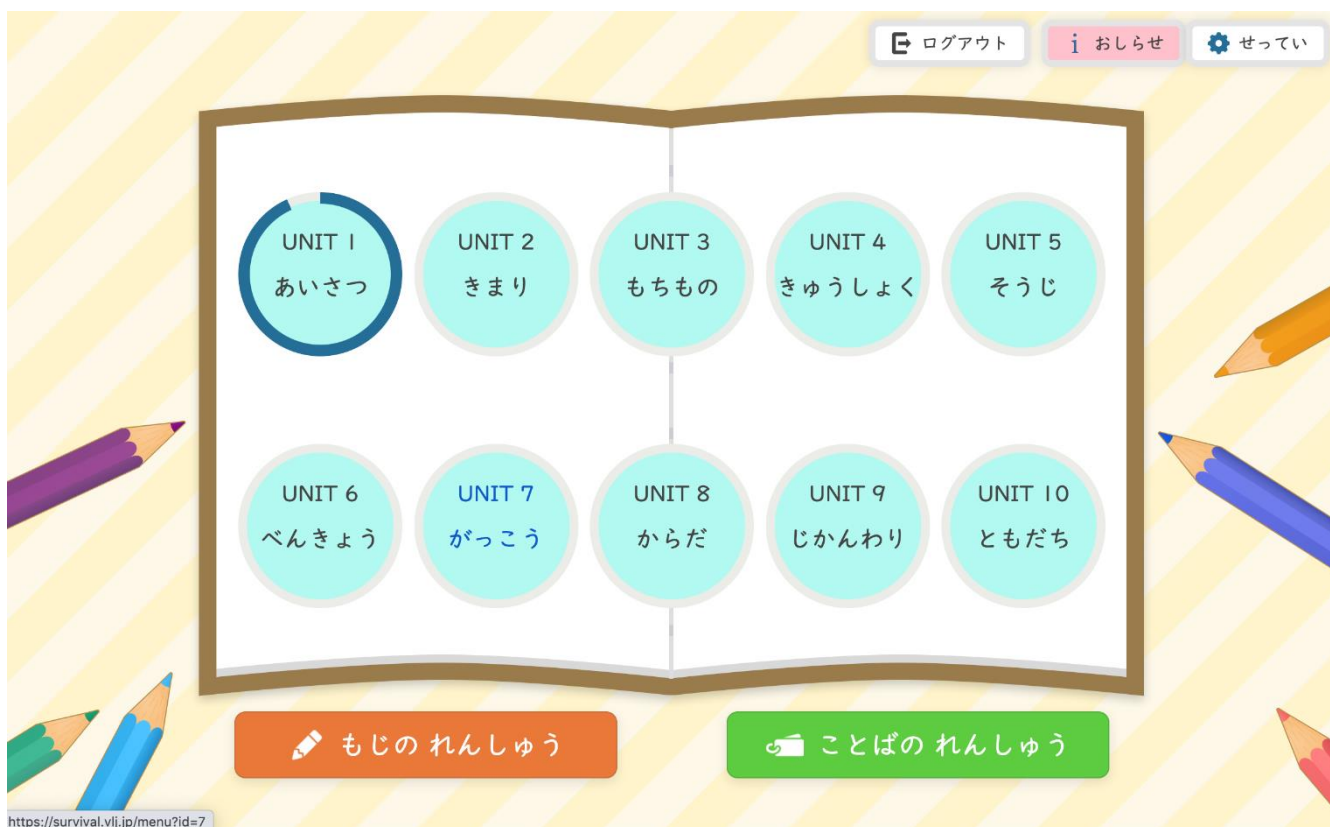 ログアウト
i おしらせ
せってい
UNIT 1
あいさつ
UNIT 2
きまり
UNIT 3
もちもの
UNIT 4
きゅうしょく
UNIT 5
そうじ
UNIT 6
べんきょう
UNIT 7
がっこう
UNIT 8
からだ
UNIT 9
じかんわり
UNIT 10
ともだち
もじの れんしゅう
ことばの れんしゅう
https://survival.vlj.jp/menu?id=7